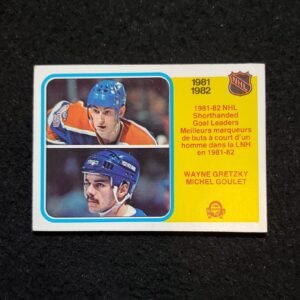 1981
1982
NHL
1981-82 NHL
Shorthanded
Goal Leaders
Meilleurs marqueurs
de buts à court d'un
homme dans la LNH
en 1981-82
WAYNE GRETZKY
MICHEL GOULET